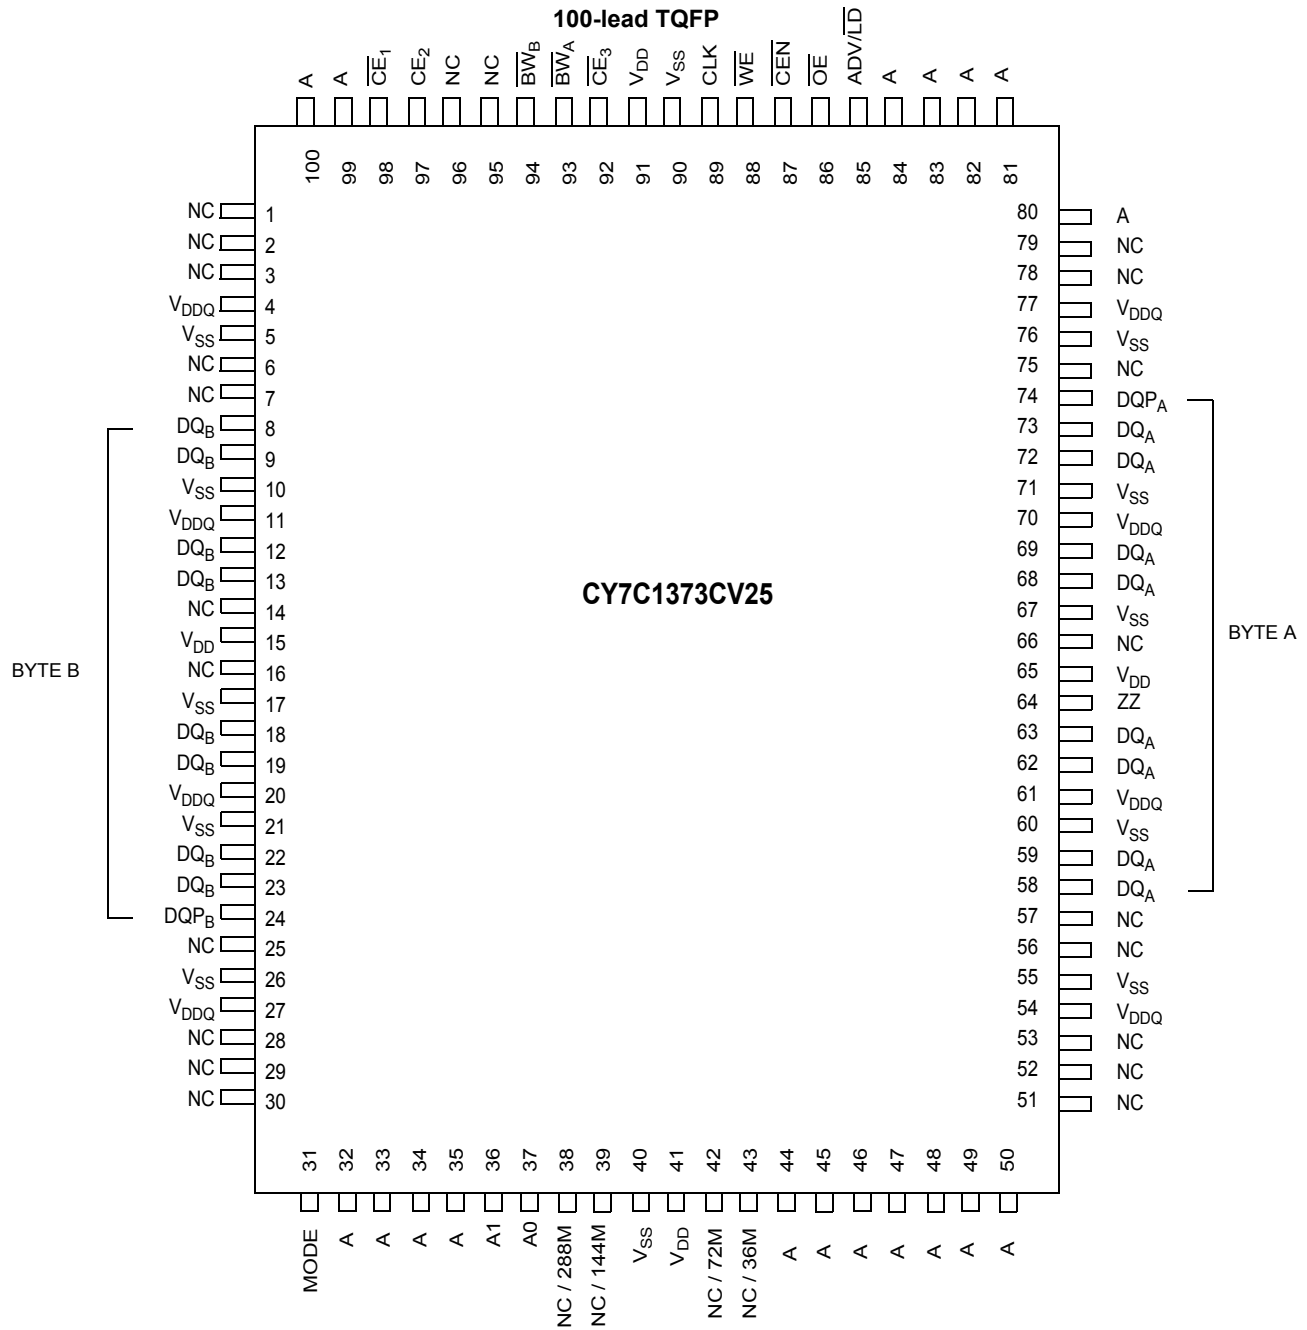 100-lead TQFP
A A CE1 CE2 NC NC BWB BWA CE3 VDD VSS CLK WE CEN OE ADV/LD A A A A
100 99 98 97 96 95 94 93 92 91 90 89 88 87 86 85 84 83 82 81
NC 1
NC 2
NC 3
VDDQ 4
VSS 5
NC 6
NC 7
DQB 8
DQB 9
VSS 10
VDDQ 11
DQB 12
DQB 13
NC 14
VDD 15
NC 16
VSS 17
DQB 18
DQB 19
VDDQ 20
VSS 21
DQB 22
DQB 23
DQPB 24
NC 25
VSS 26
VDDQ 27
NC 28
NC 29
NC 30
BYTE B
CY7C1373CV25
80 A
79 NC
78 NC
77 VDDQ
76 VSS
75 NC
74 DQPA
73 DQA
72 DQA
71 VSS
70 VDDQ
69 DQA
68 DQA
67 VSS
66 NC
65 VDD
64 ZZ
63 DQA
62 DQA
61 VDDQ
60 VSS
59 DQA
58 DQA
57 NC
56 NC
55 VSS
54 VDDQ
53 NC
52 NC
51 NC
BYTE A
31 32 33 34 35 36 37 38 39 40 41 42 43 44 45 46 47 48 49 50
MODE A A A A A1 A0 NC / 288M NC / 144M VSS VDD NC / 72M NC / 36M A A A A A A A